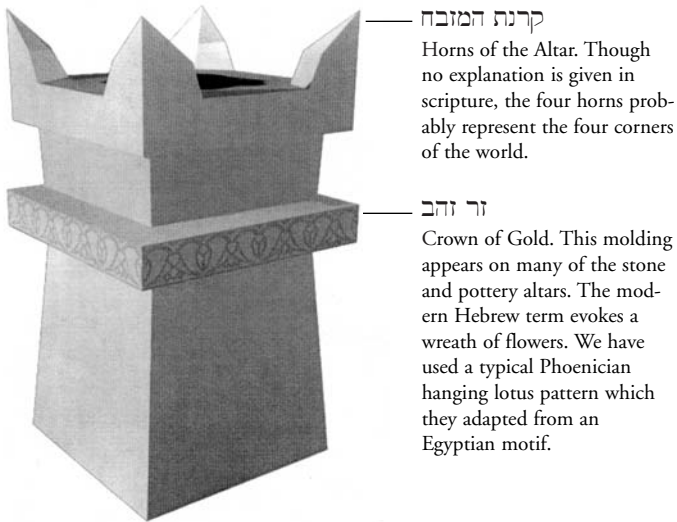 קרנת המזבח
Horns of the Altar. Though
no explanation is given in
scripture, the four horns prob-
ably represent the four corners
of the world.
זר זהב
Crown of Gold. This molding
appears on many of the stone
and pottery altars. The mod-
ern Hebrew term evokes a
wreath of flowers. We have
used a typical Phoenician
hanging lotus pattern which
they adapted from an
Egyptian motif.